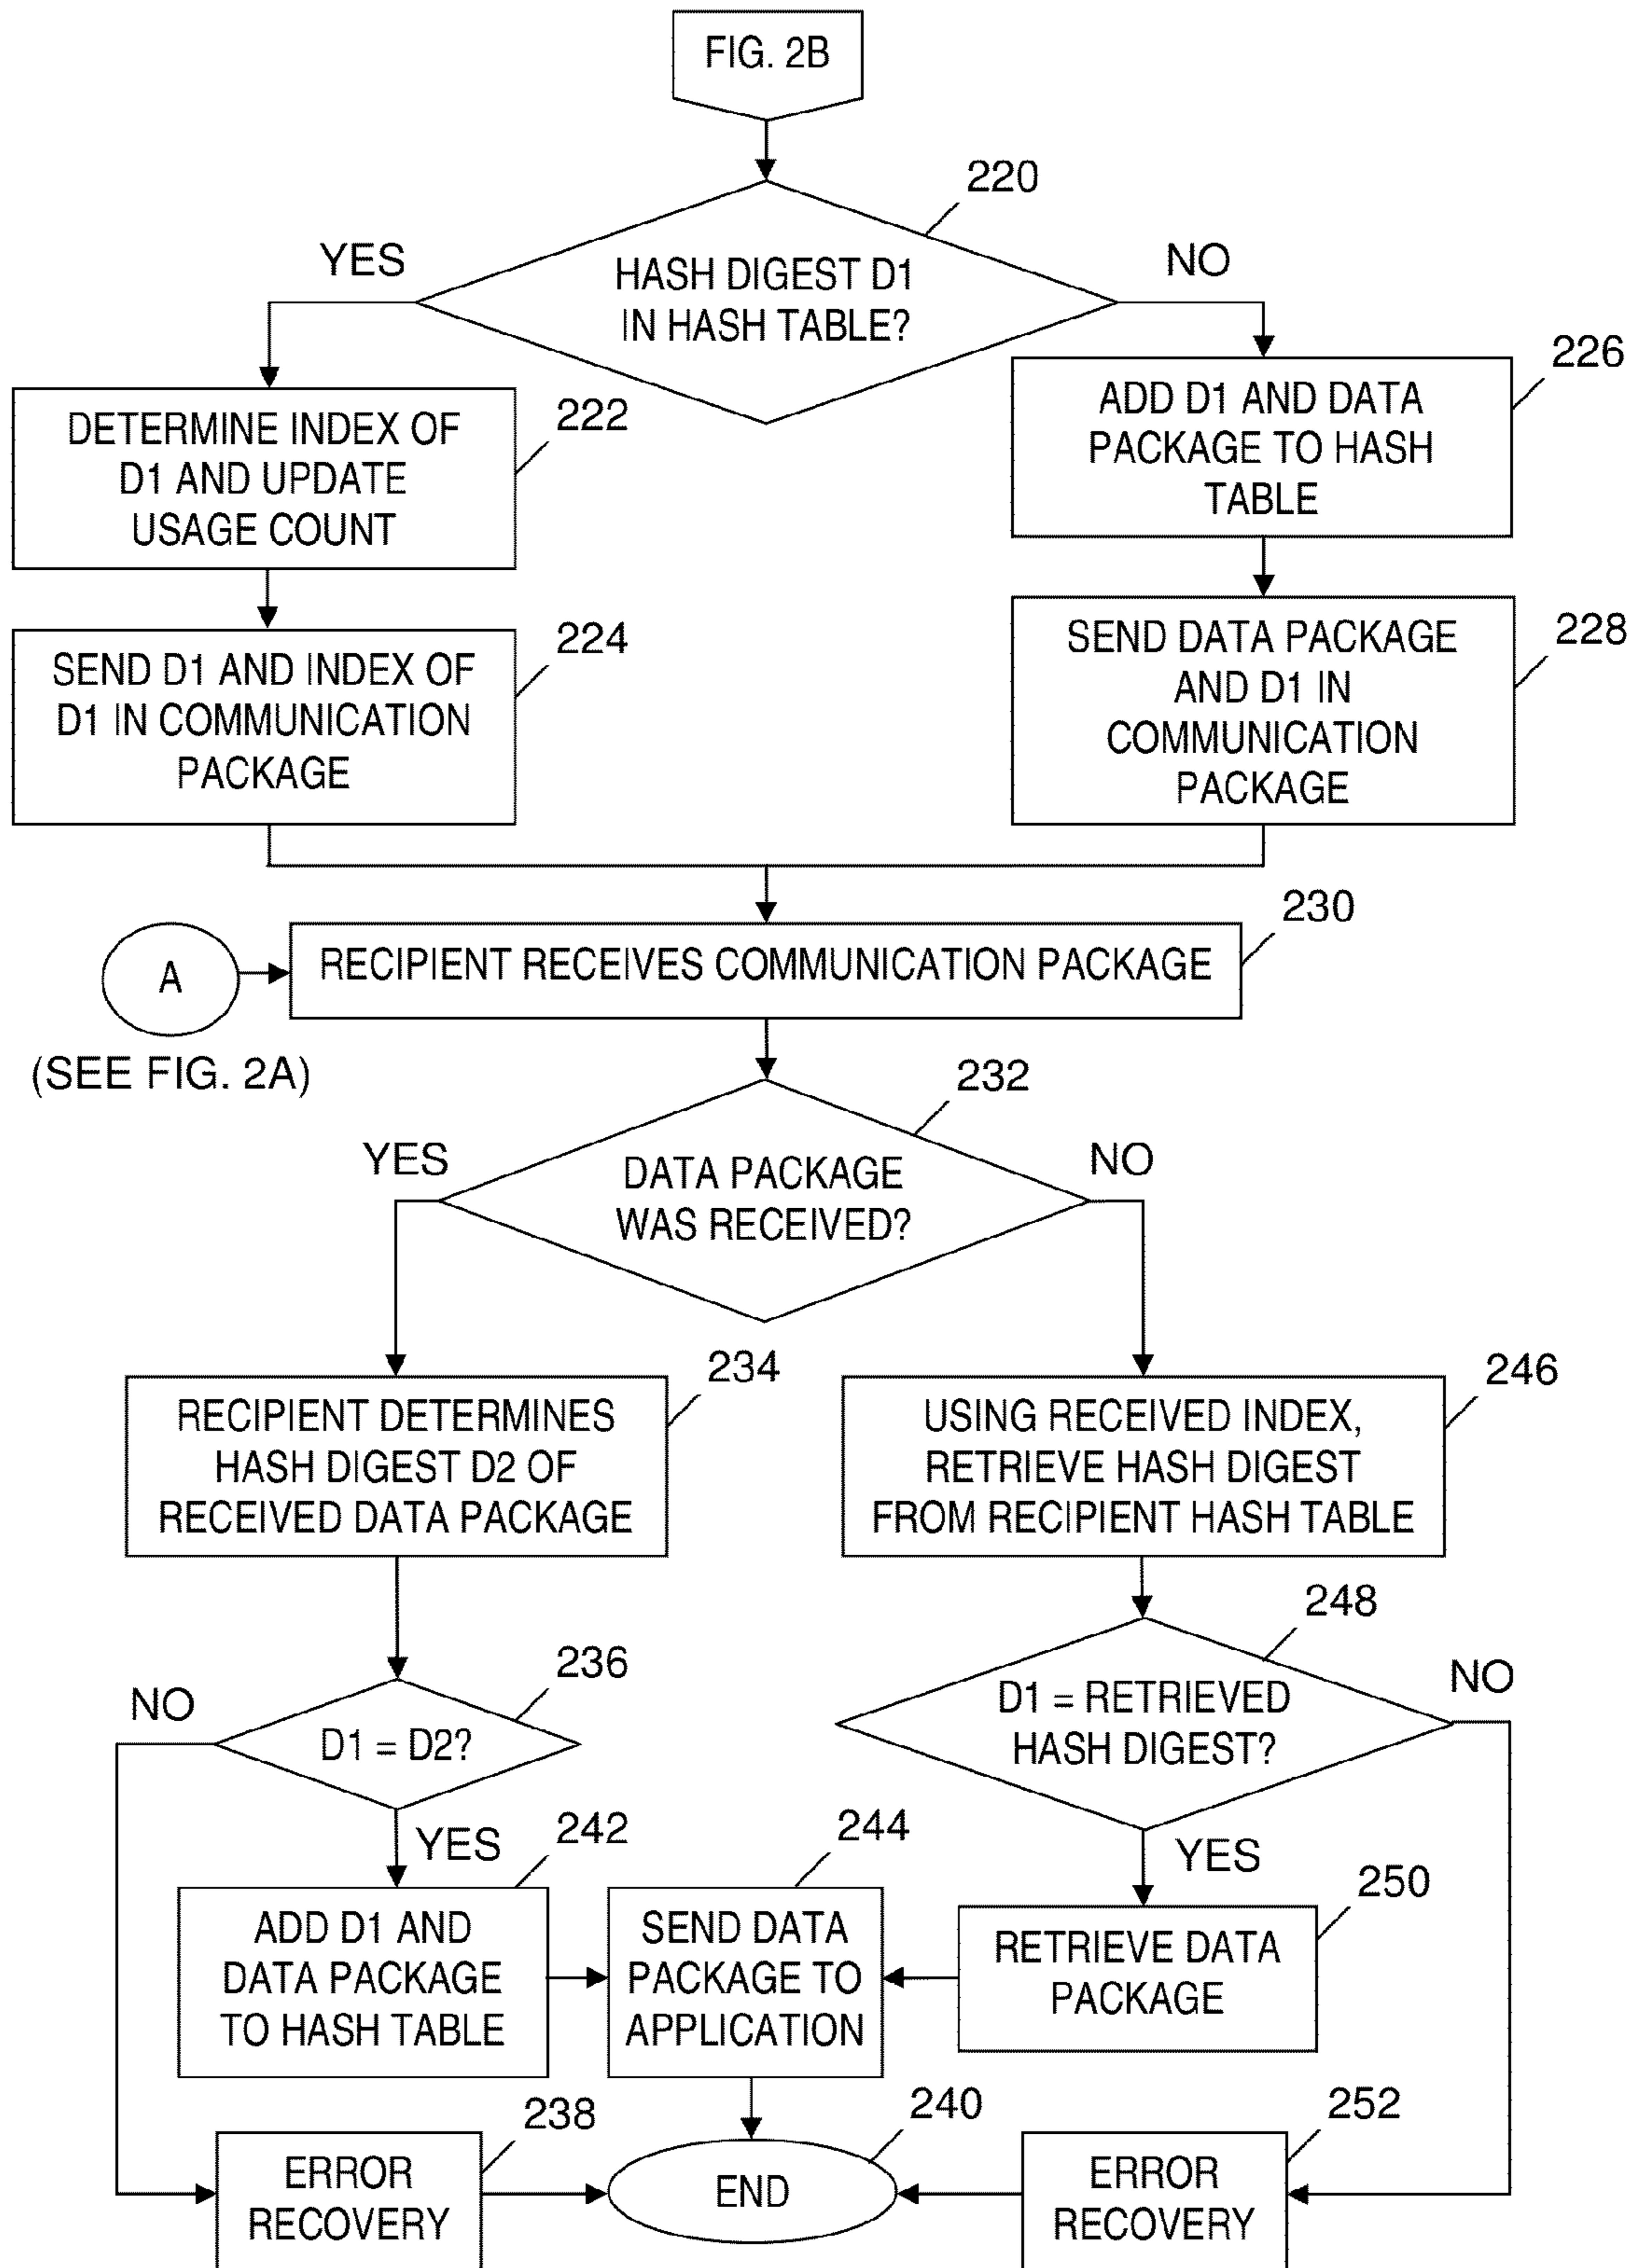 FIG. 2B
220
YES
NO
HASH DIGEST D1
IN HASH TABLE?
222
DETERMINE INDEX OF
D1 AND UPDATE
USAGE COUNT
226
ADD D1 AND DATA
PACKAGE TO HASH
TABLE
224
SEND D1 AND INDEX OF
D1 IN COMMUNICATION
PACKAGE
228
SEND DATA PACKAGE
AND D1 IN
COMMUNICATION
PACKAGE
230
A
RECIPIENT RECEIVES COMMUNICATION PACKAGE
(SEE FIG. 2A)
232
YES
NO
DATA PACKAGE
WAS RECEIVED?
234
RECIPIENT DETERMINES
HASH DIGEST D2 OF
RECEIVED DATA PACKAGE
246
USING RECEIVED INDEX,
RETRIEVE HASH DIGEST
FROM RECIPIENT HASH TABLE
236
NO
D1 = D2?
YES
248
NO
D1 = RETRIEVED
HASH DIGEST?
YES
242
ADD D1 AND
DATA PACKAGE
TO HASH TABLE
244
SEND DATA
PACKAGE TO
APPLICATION
250
RETRIEVE DATA
PACKAGE
238
ERROR
RECOVERY
240
END
252
ERROR
RECOVERY